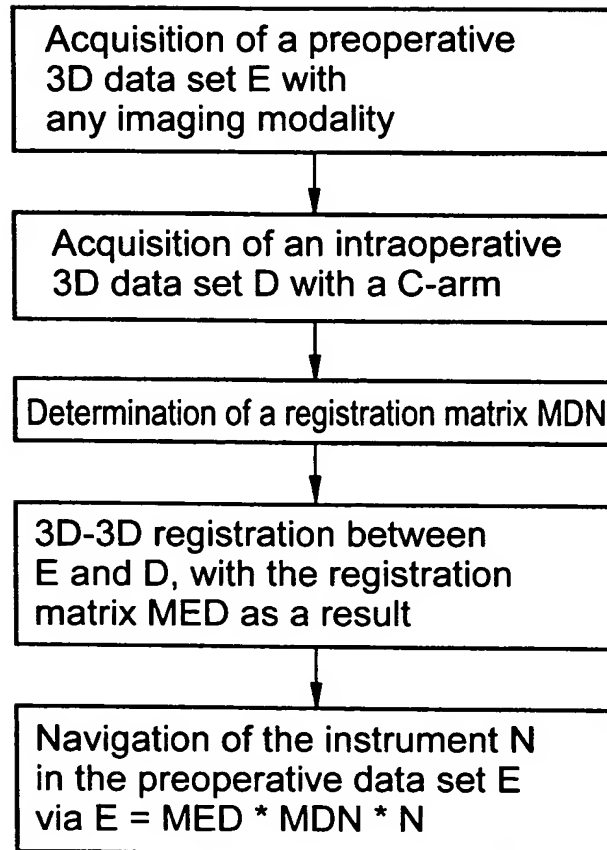 Acquisition of a preoperative
3D data set E with
any imaging modality
Acquisition of an intraoperative
3D data set D with a C-arm
Determination of a registration matrix MDN
3D-3D registration between
E and D, with the registration
matrix MED as a result
Navigation of the instrument N
in the preoperative data set E
via E = MED * MDN * N